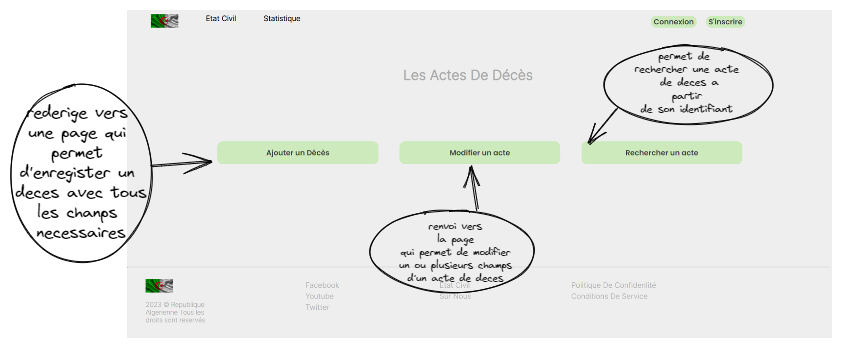 Etat Civil
Statistique
Connexion
S'Inscrire
Les Actes De Décès
permet de
rechercher une acte
de deces a
partir
de son identifiant
rederige vers
une page qui
permet
d'enregister un
deces avec tous
les chanps
necessaires
Ajouter un Décès
Modifier un acte
Rechercher un acte
renvoi vers
la page
qui permet de modifier
un ou plusieurs champs
d'un acte de deces
2023 © Republique
Algerienne Tous les
droits sont réservés
Facebook
Youtube
Twitter
Etat Civil
Sur Nous
Politique De Confidenlité
Conditions De Service